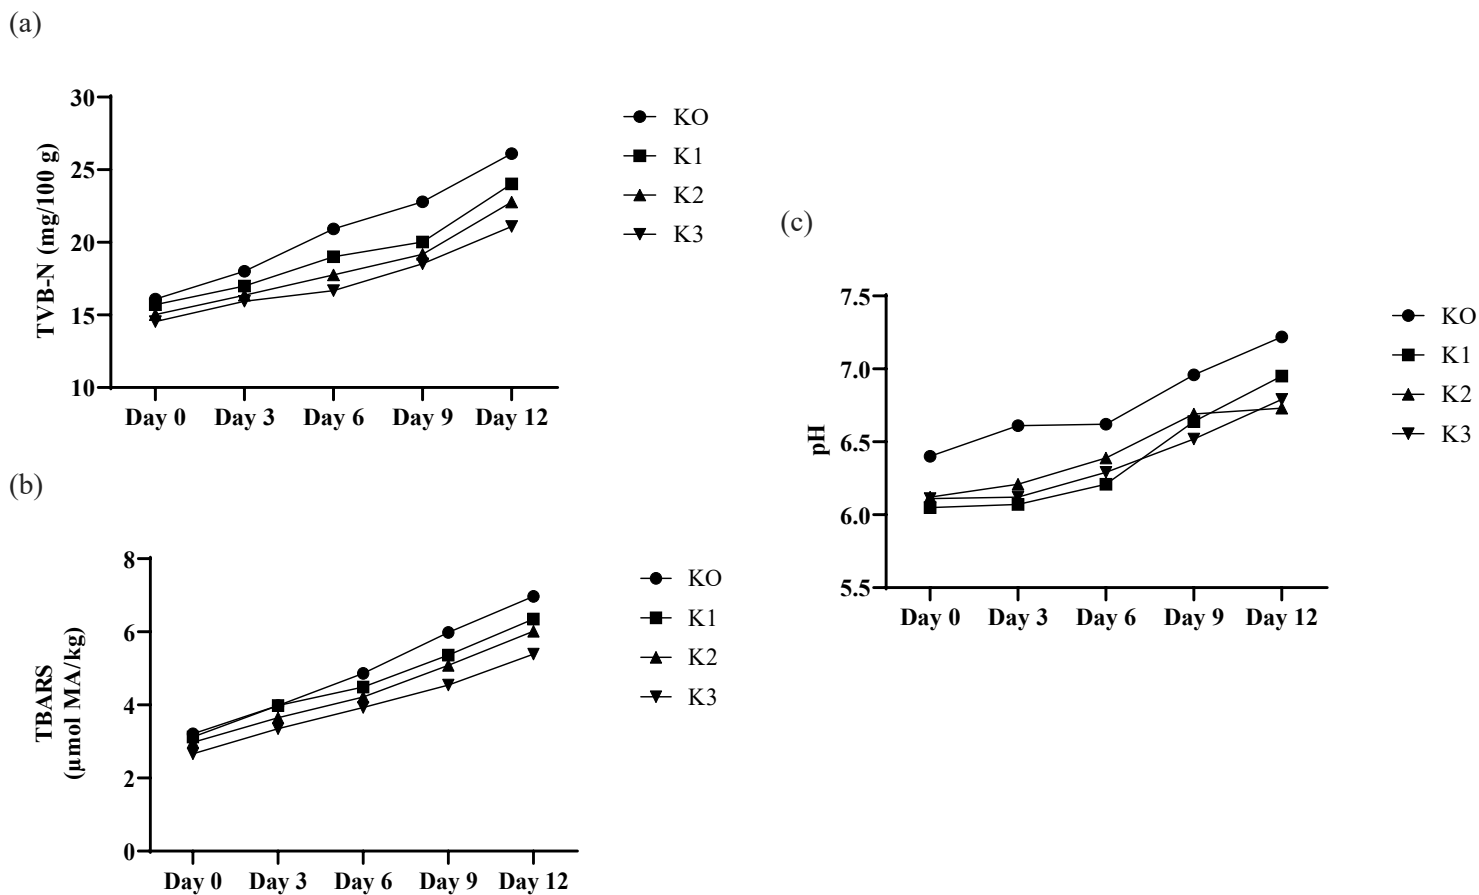 (a)
30
25
20
15
10
TVB-N (mg/100 g)
Day 0 Day 3 Day 6 Day 9 Day 12
KO
K1
K2
K3
(b)
8
6
4
2
0
TBARS
(µmol MA/kg)
Day 0 Day 3 Day 6 Day 9 Day 12
KO
K1
K2
K3
(c)
7.5
7.0
6.5
6.0
5.5
pH
Day 0 Day 3 Day 6 Day 9 Day 12
KO
K1
K2
K3